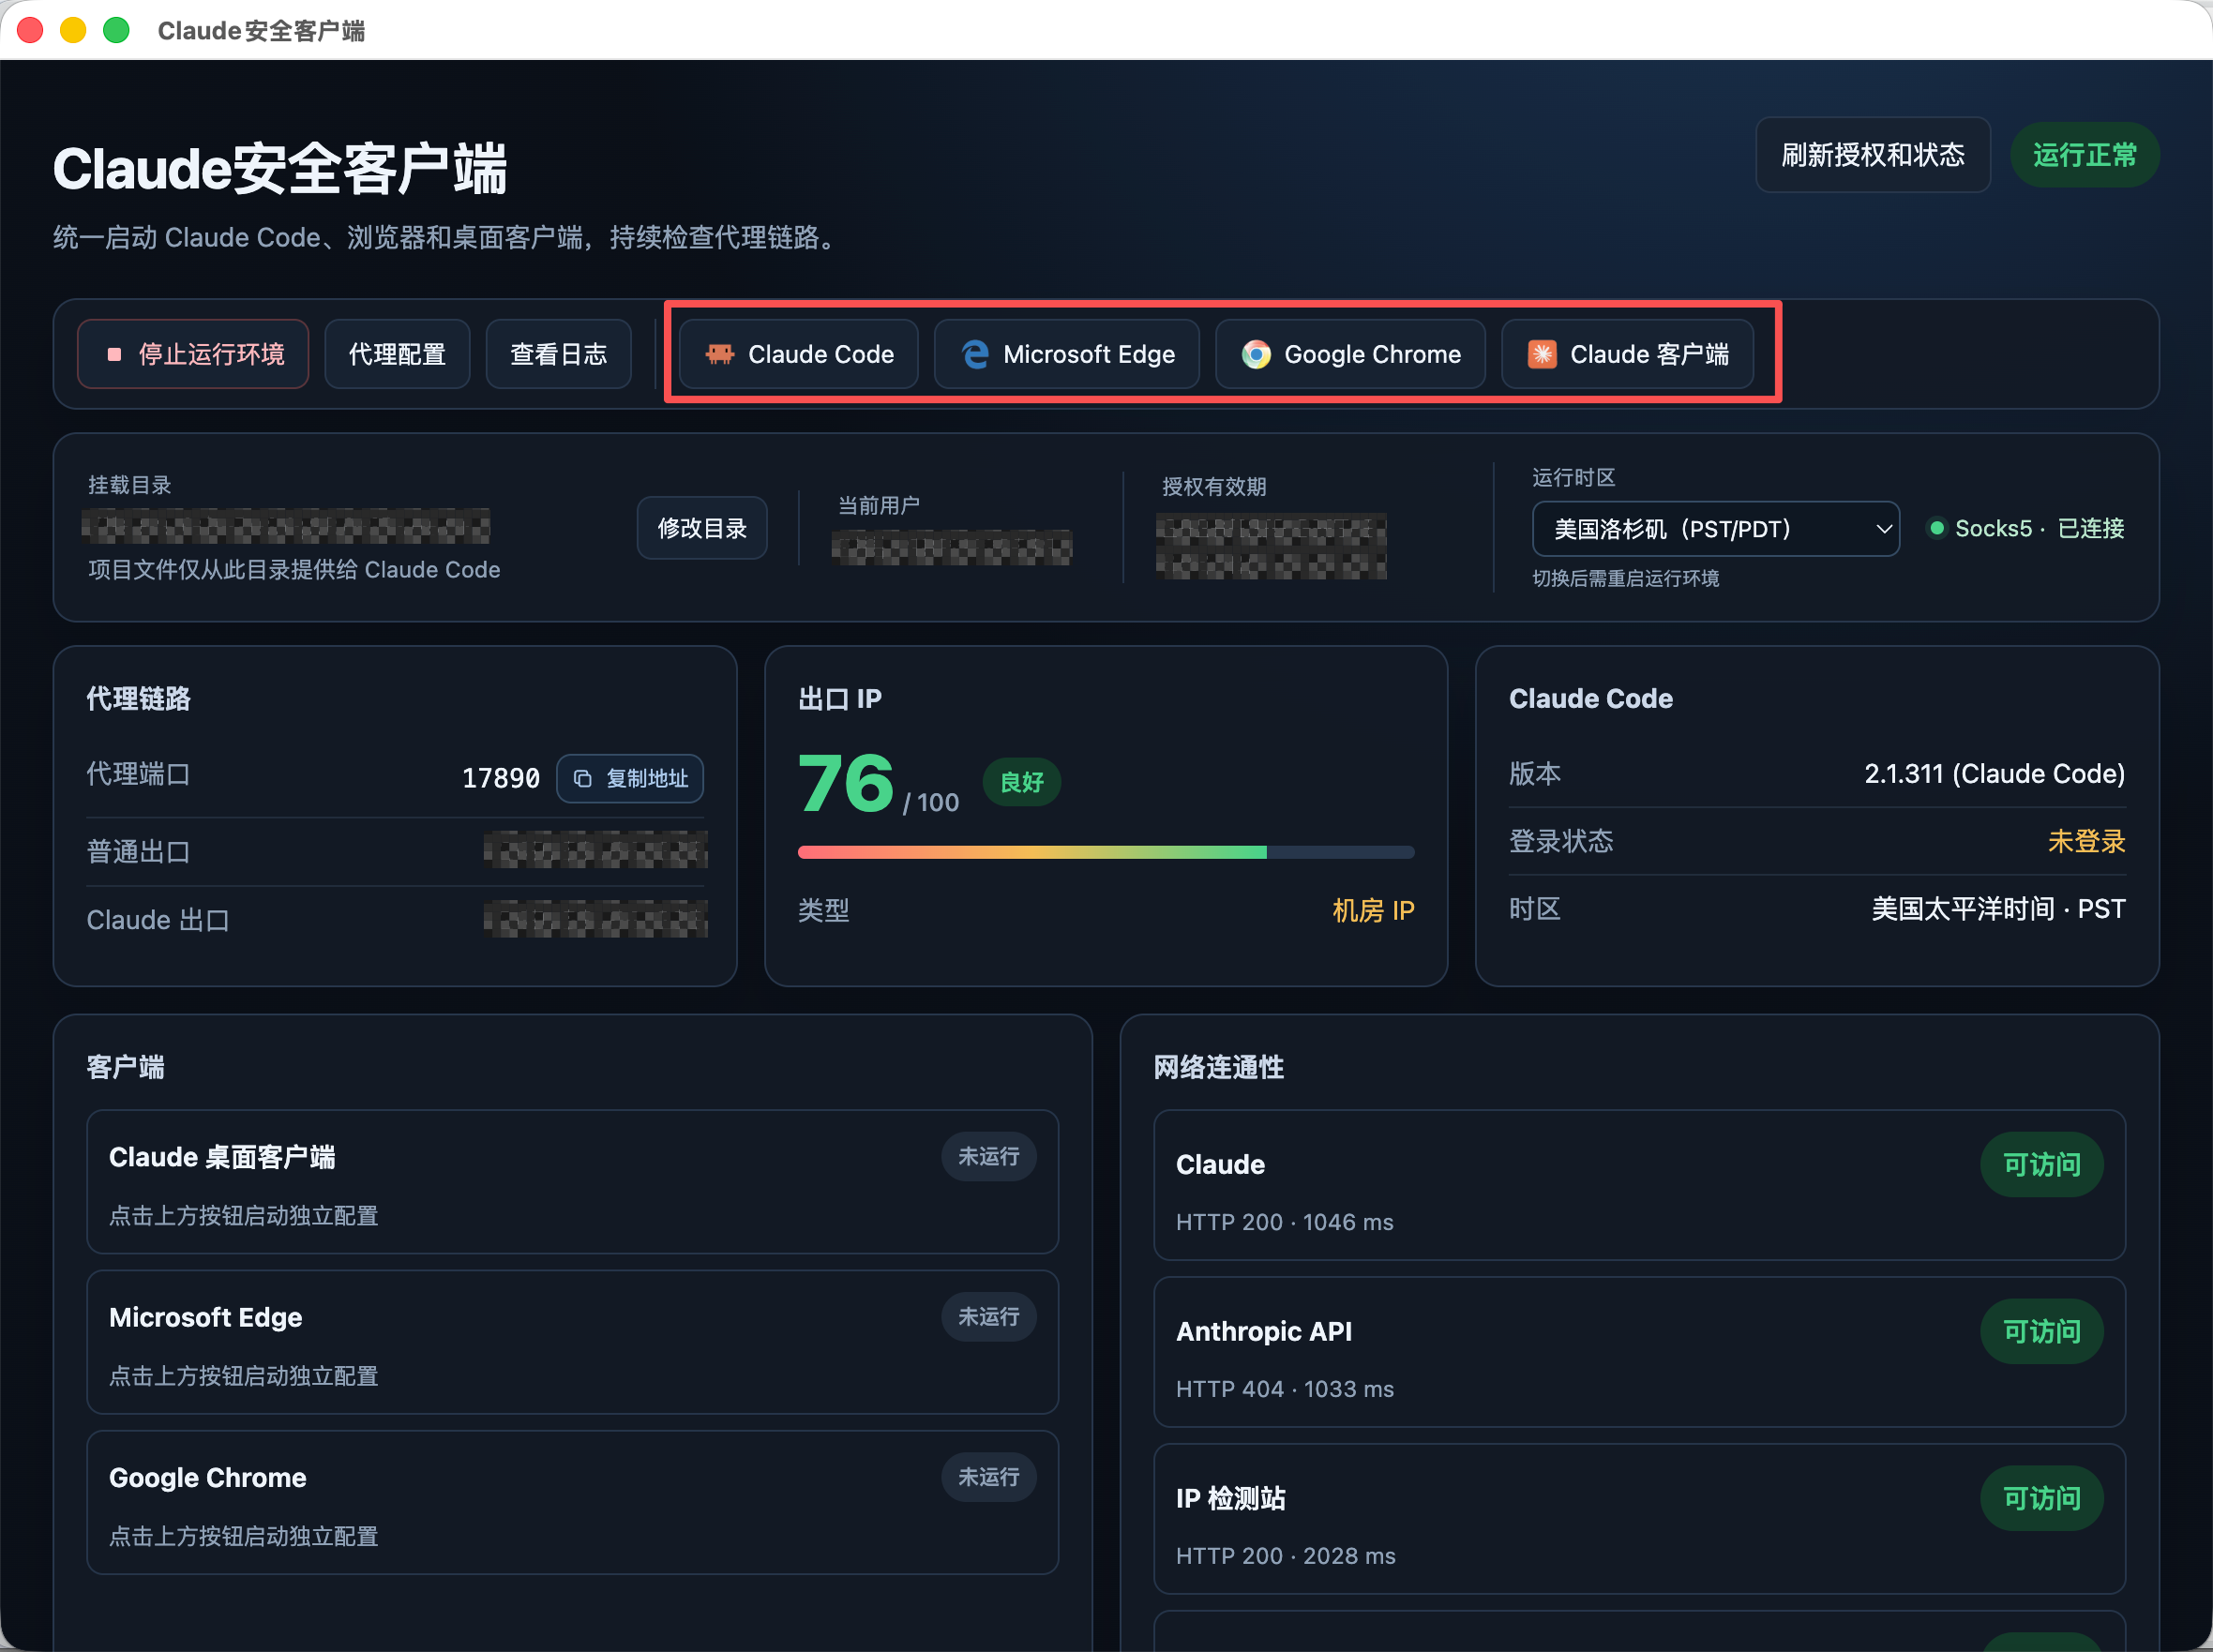 Claude安全客户端
Claude安全客户端
刷新授权和状态
运行正常
统一启动 Claude Code、浏览器和桌面客户端，持续检查代理链路。
停止运行环境
代理配置
查看日志
Claude Code
Microsoft Edge
Google Chrome
Claude 客户端
挂载目录
项目文件仅从此目录提供给 Claude Code
修改目录
当前用户
授权有效期
运行时区
美国洛杉矶（PST/PDT）
切换后需重启运行环境
Socks5 · 已连接
代理链路
代理端口
17890
复制地址
普通出口
Claude 出口
出口 IP
76 / 100
良好
类型
机房 IP
Claude Code
版本
2.1.311 (Claude Code)
登录状态
未登录
时区
美国太平洋时间 · PST
客户端
Claude 桌面客户端
未运行
点击上方按钮启动独立配置
Microsoft Edge
未运行
点击上方按钮启动独立配置
Google Chrome
未运行
点击上方按钮启动独立配置
网络连通性
Claude
可访问
HTTP 200 · 1046 ms
Anthropic API
可访问
HTTP 404 · 1033 ms
IP 检测站
可访问
HTTP 200 · 2028 ms